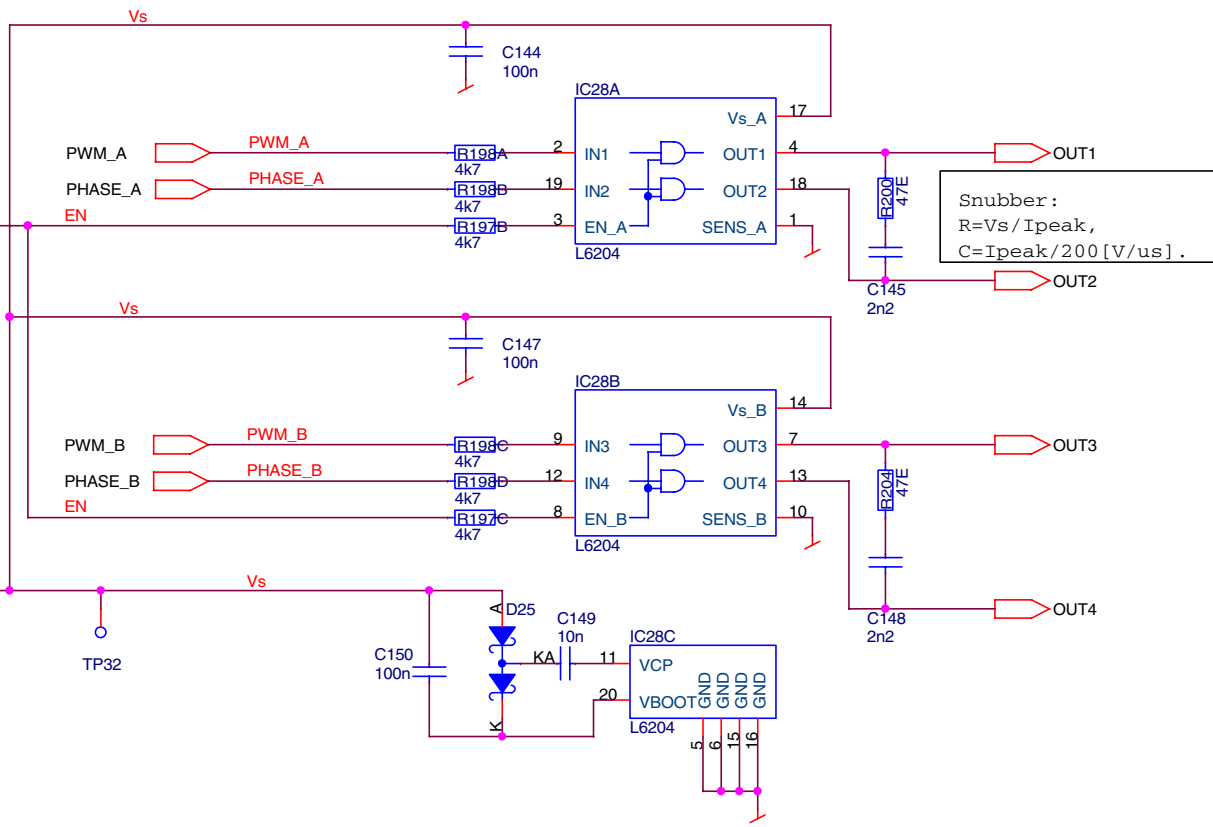 Vs
C144
100n
IC28A
Vs_A
17
PWM_A
PWM_A
R198A
4k7
2
IN1
OUT1
4
OUT1
PHASE_A
PHASE_A
R198B
4k7
19
IN2
OUT2
18
R200
47E
EN
R197B
4k7
3
EN_A
SENS_A
1
L6204
Snubber:
R=Vs/Ipeak,
C=Ipeak/200[V/us].
C145
2n2
OUT2
Vs
C147
100n
IC28B
Vs_B
14
PWM_B
PWM_B
R198C
4k7
9
IN3
OUT3
7
OUT3
PHASE_B
PHASE_B
R198D
4k7
12
IN4
OUT4
13
R204
47E
EN
R197C
4k7
8
EN_B
SENS_B
10
L6204
C148
2n2
OUT4
Vs
TP32
C150
100n
A
D25
KA
K
C149
10n
IC28C
11
VCP
20
VBOOT
GND
GND
GND
GND
L6204
5
6
15
16